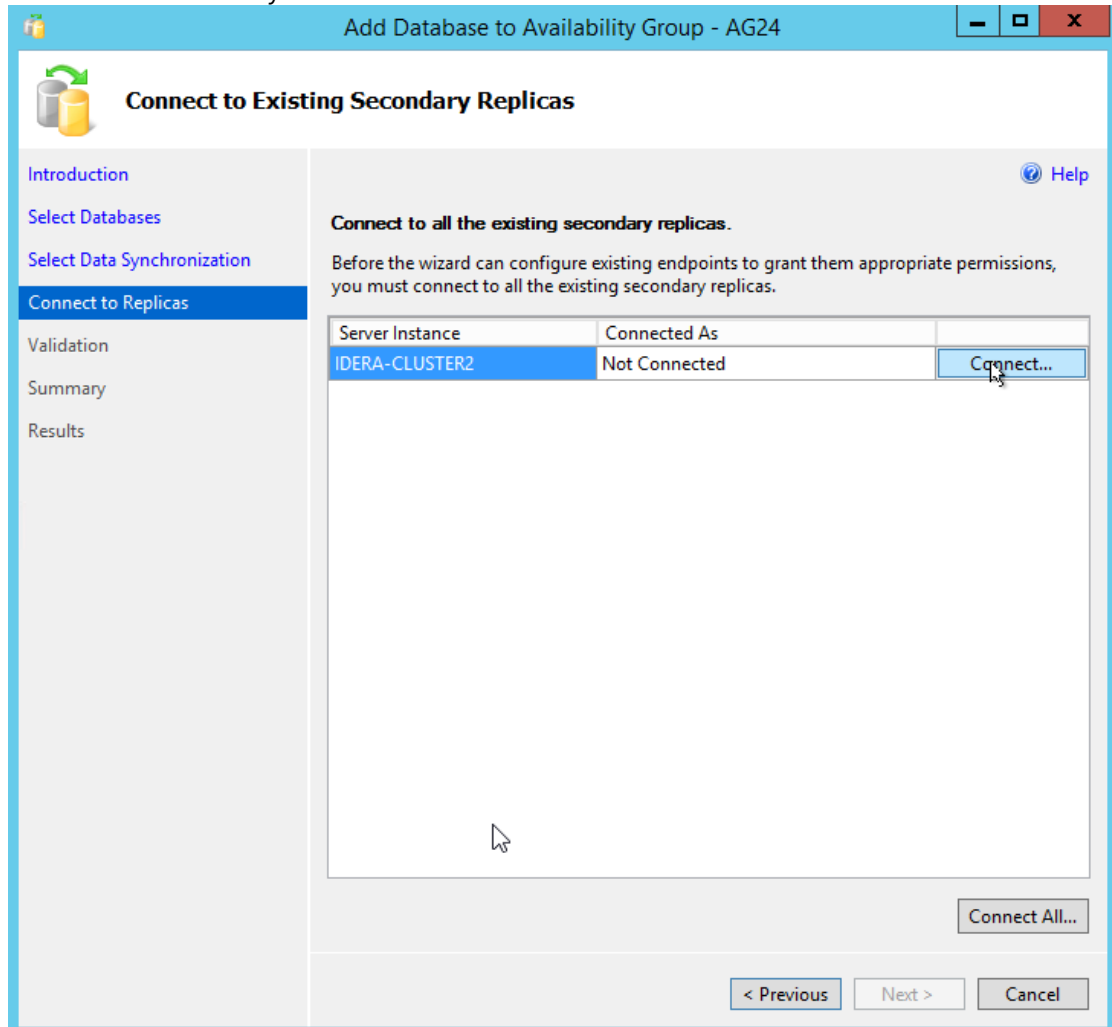 Add Database to Availability Group - AG24
Connect to Existing Secondary Replicas
Introduction
Select Databases
Select Data Synchronization
Connect to Replicas
Validation
Summary
Results
Help
Connect to all the existing secondary replicas.
Before the wizard can configure existing endpoints to grant them appropriate permissions,
you must connect to all the existing secondary replicas.
Server Instance Connected As
IDERA-CLUSTER2 Not Connected Connect...
Connect All...
< Previous Next > Cancel